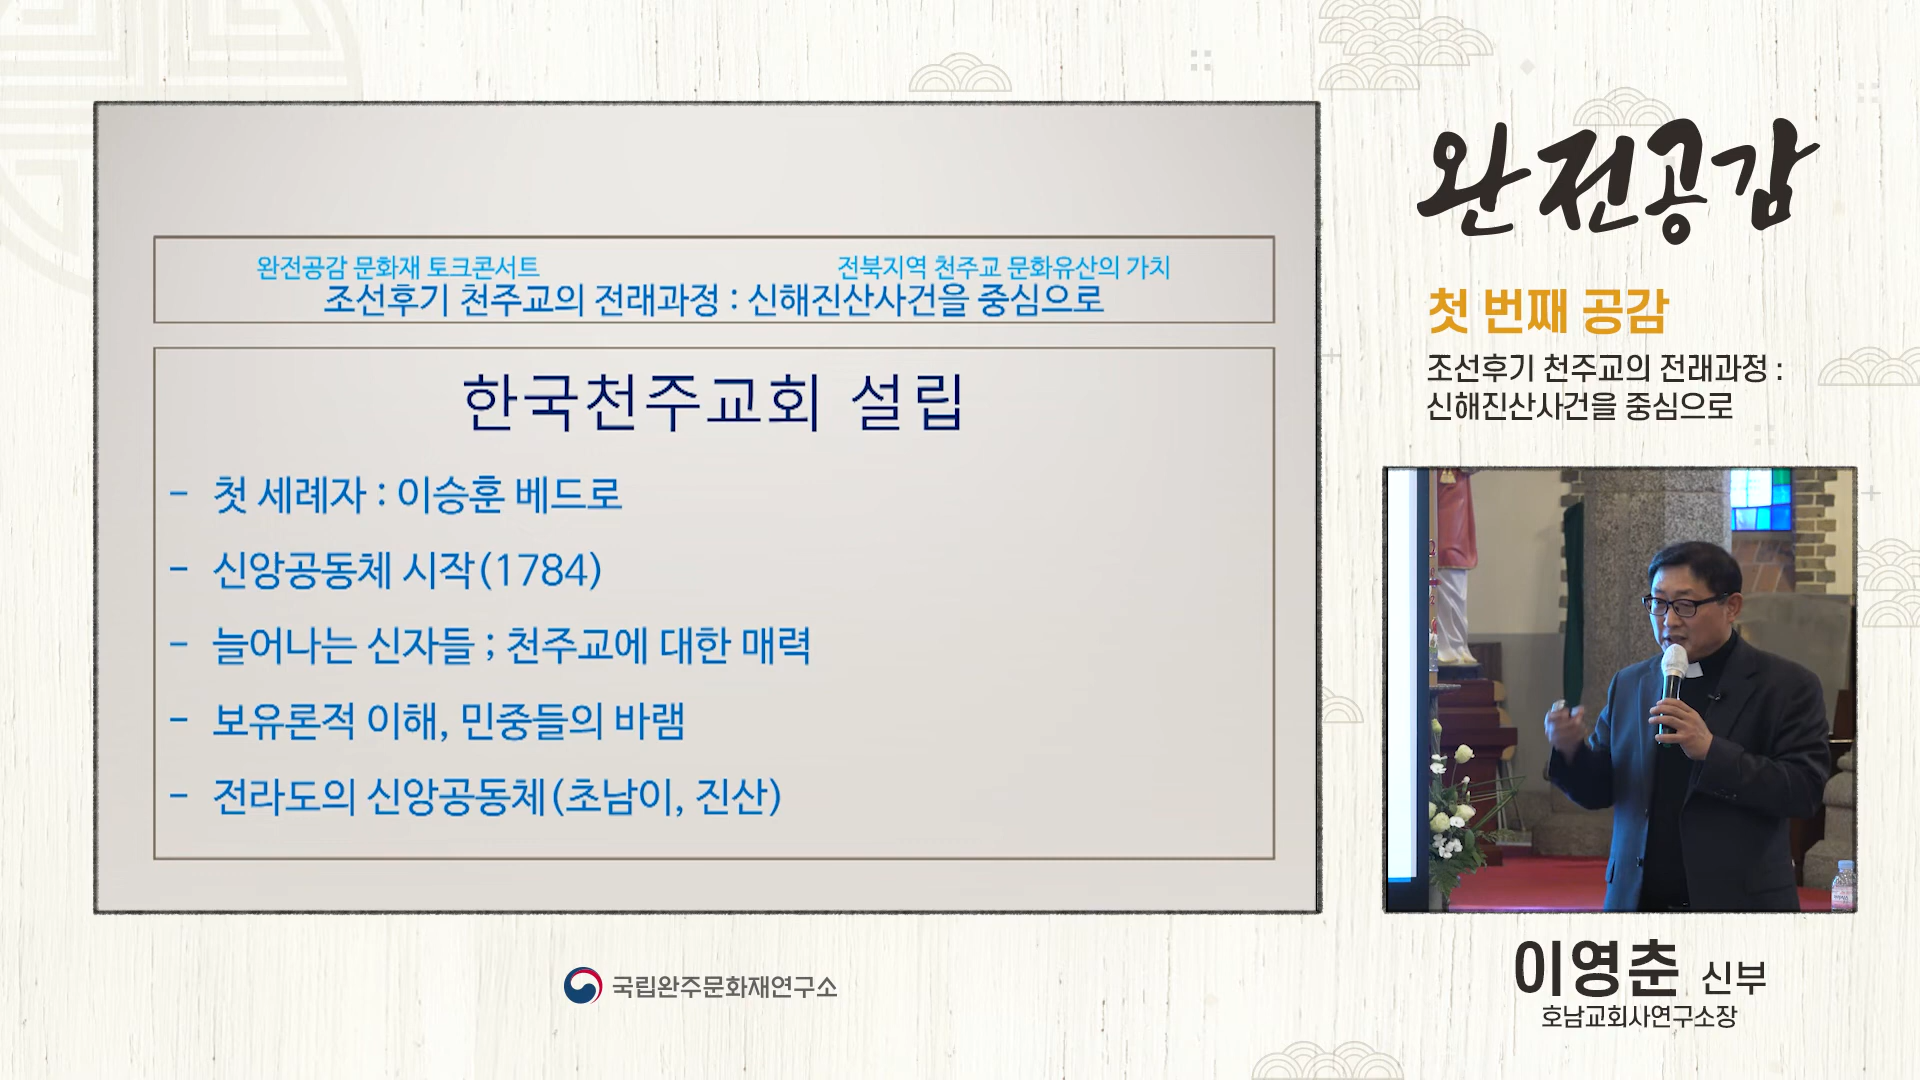 완전공감 문화재 토크콘서트 전북지역 천주교 문화유산의 가치
조선후기 천주교의 전래과정 : 신해진산사건을 중심으로
한국천주교회 설립
- 첫 세례자 : 이승훈 베드로
- 신앙공동체 시작(1784)
- 늘어나는 신자들 ; 천주교에 대한 매력
- 보유론적 이해, 민중들의 바램
- 전라도의 신앙공동체(초남이, 진산)
국립완주문화재연구소
완전공감
첫 번째 공감
조선후기 천주교의 전래과정 :
신해진산사건을 중심으로
이영춘 신부
호남교회사연구소장